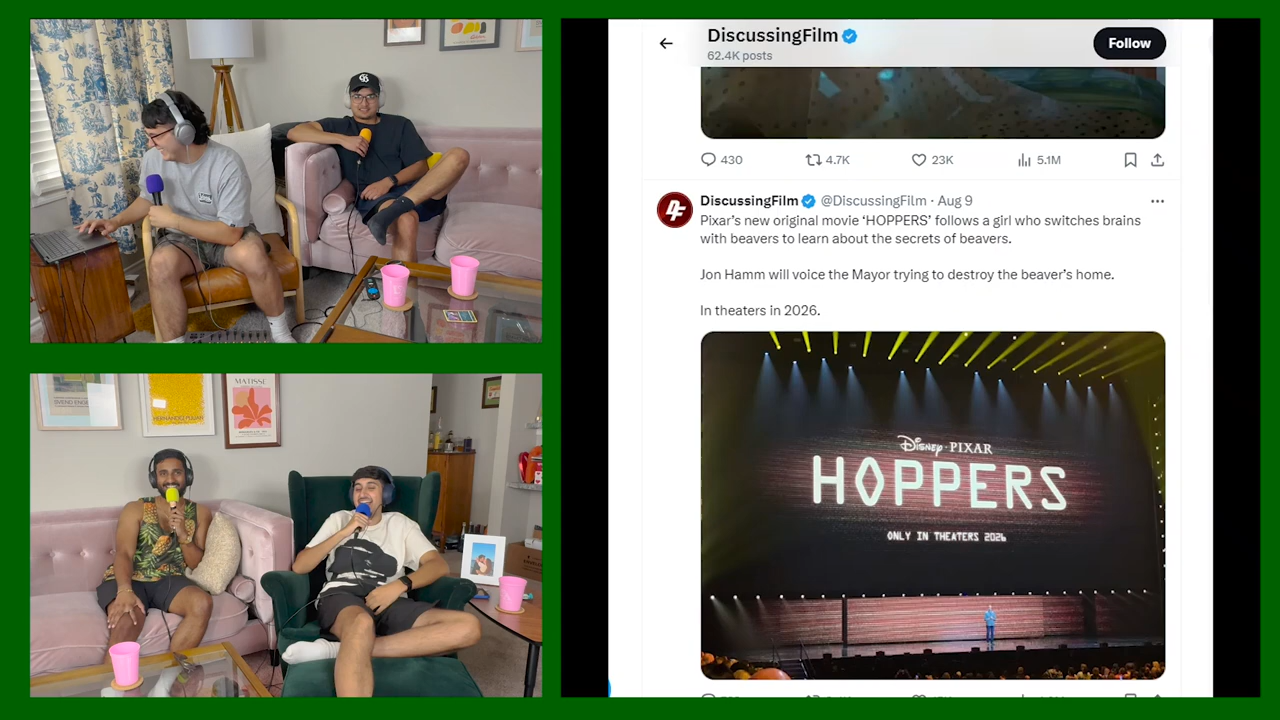 DiscussingFilm
62.4K posts
Follow
430
4.7K
23K
5.1M
DiscussingFilm @DiscussingFilm · Aug 9
Pixar’s new original movie ‘HOPPERS’ follows a girl who switches brains
with beavers to learn about the secrets of beavers.
Jon Hamm will voice the Mayor trying to destroy the beaver’s home.
In theaters in 2026.
DISNEY · PIXAR
HOPPERS
ONLY IN THEATERS 2026
MATISSE